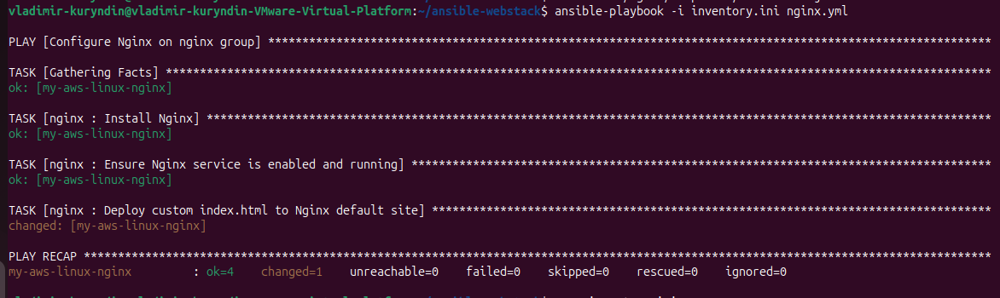 vladimir-kuryndin@vladimir-kuryndin-VMware-Virtual-Platform:~/ansible-webstack$ ansible-playbook -i inventory.ini nginx.yml
PLAY [Configure Nginx on nginx group] **********************************************************************************************************
TASK [Gathering Facts] *************************************************************************************************************************
ok: [my-aws-linux-nginx]
TASK [nginx : Install Nginx] *******************************************************************************************************************
ok: [my-aws-linux-nginx]
TASK [nginx : Ensure Nginx service is enabled and running] *************************************************************************************
ok: [my-aws-linux-nginx]
TASK [nginx : Deploy custom index.html to Nginx default site] **********************************************************************************
changed: [my-aws-linux-nginx]
PLAY RECAP *************************************************************************************************************************************
my-aws-linux-nginx         : ok=4    changed=1    unreachable=0    failed=0    skipped=0    rescued=0    ignored=0